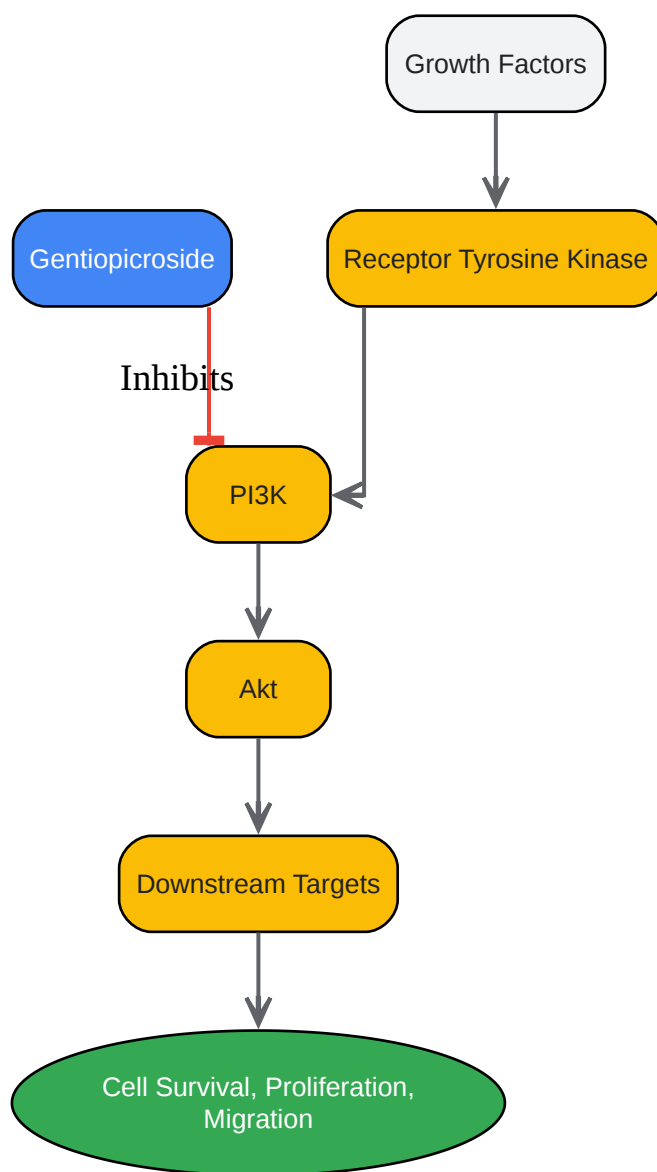 Growth Factors
Gentiopicroside
Receptor Tyrosine Kinase
Inhibits
PI3K
Akt
Downstream Targets
Cell Survival, Proliferation,
Migration